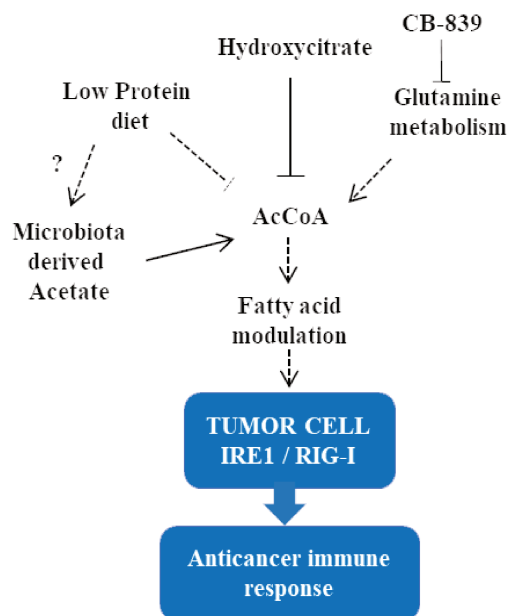 CB-839
Hydroxycitrate
Low Protein
diet
Glutamine
metabolism
?
Microbiota
derived
Acetate
AcCoA
Fatty acid
modulation
TUMOR CELL
IRE1 / RIG-I
Anticancer immune
response